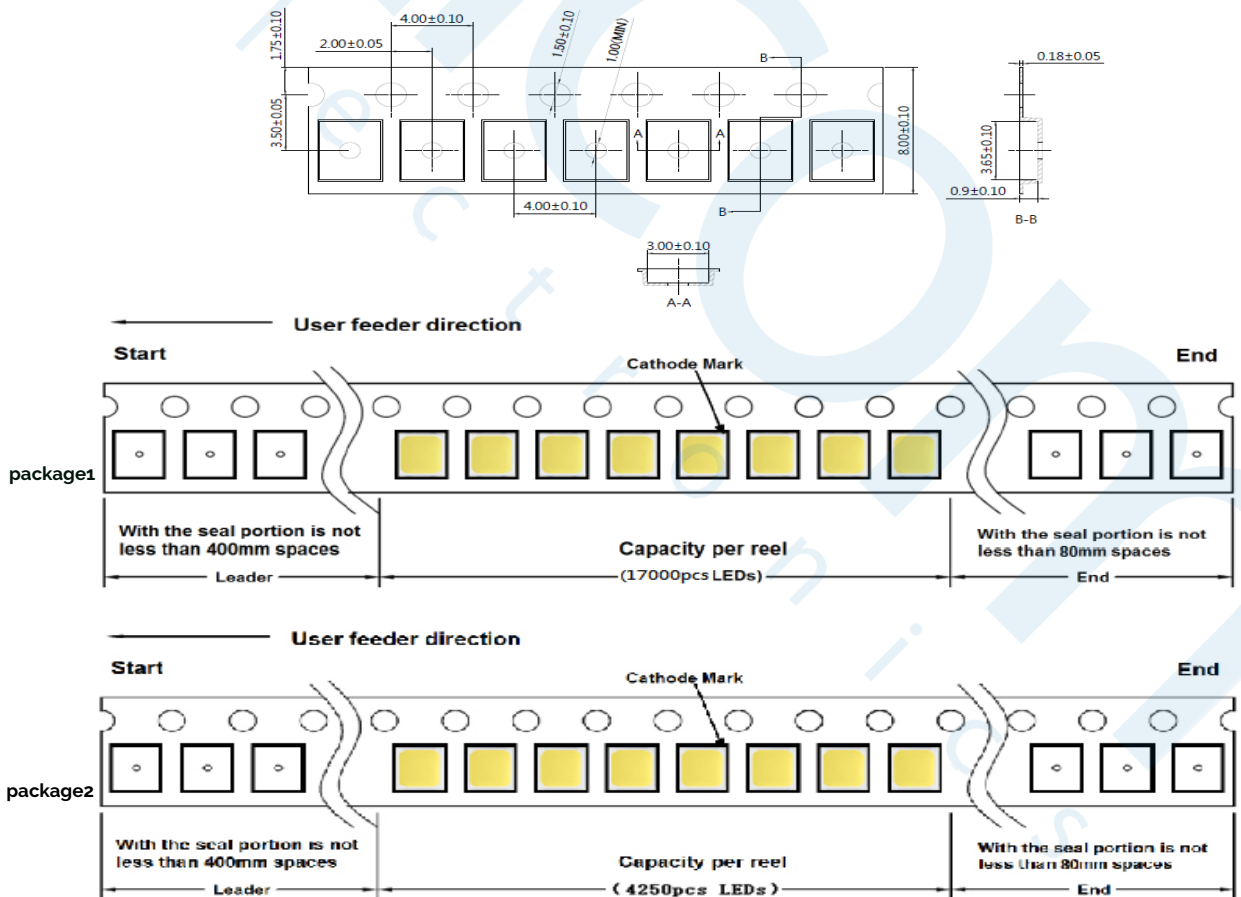 4.00±0.10
2.00±0.05
1.75±0.10
3.50±0.05
1.50±0.10
1.00(MIN)
B
A
A
B
8.00±0.10
4.00±0.10
0.18±0.05
3.65±0.10
0.9±0.10
B-B
3.00±0.10
A-A
User feeder direction
Start
Cathode Mark
End
package1
With the seal portion is not
less than 400mm spaces
Leader
Capacity per reel
(17000pcs LEDs)
With the seal portion is not
less than 80mm spaces
End
User feeder direction
Start
Cathode Mark
End
package2
With the seal portion is not
less than 400mm spaces
Leader
Capacity per reel
( 4250pcs LEDs)
With the seal portion is not
less than 80mm spaces
End